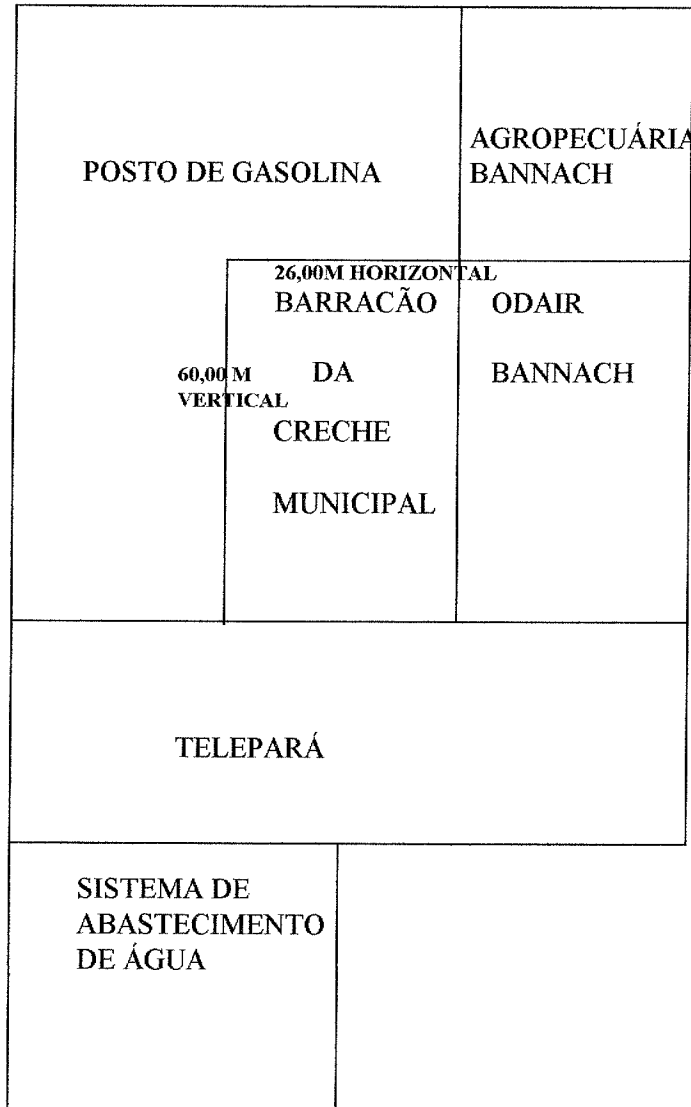 POSTO DE GASOLINA
AGROPECUÁRIA
BANNACH
26,00M HORIZONTAL
BARRACÃO
DA
CRECHE
MUNICIPAL
60,00 M
VERTICAL
ODAIR
BANNACH
TELEPARÁ
SISTEMA DE
ABASTECIMENTO
DE ÁGUA